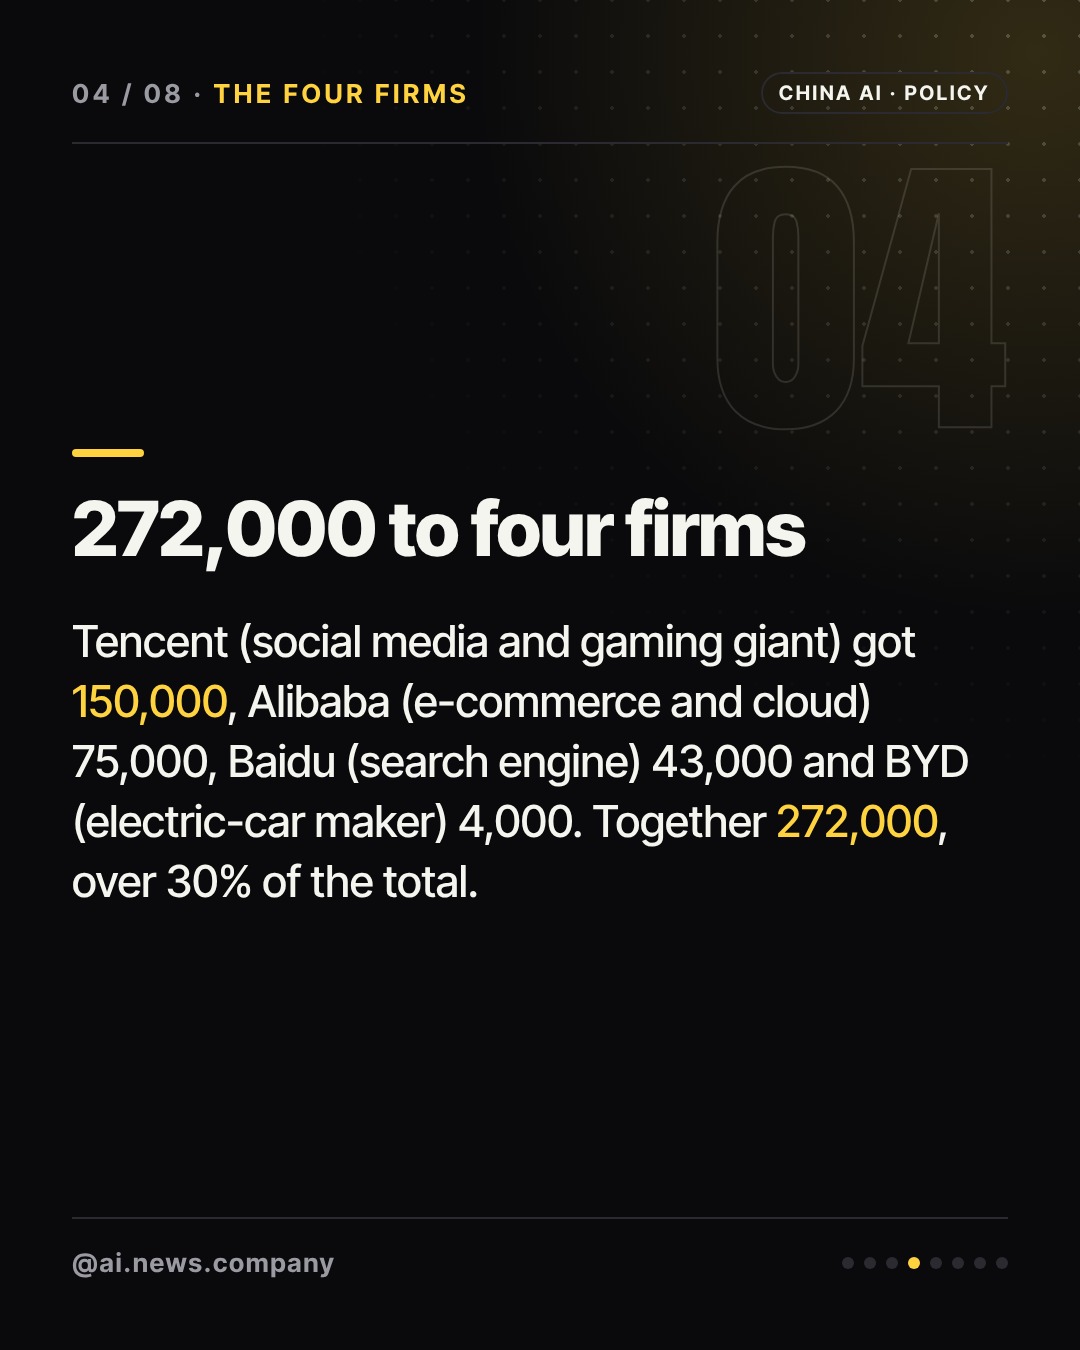 04 / 08 · THE FOUR FIRMS
CHINA AI · POLICY
04
272,000 to four firms
Tencent (social media and gaming giant) got
150,000, Alibaba (e-commerce and cloud)
75,000, Baidu (search engine) 43,000 and BYD
(electric-car maker) 4,000. Together 272,000,
over 30% of the total.
@ai.news.company